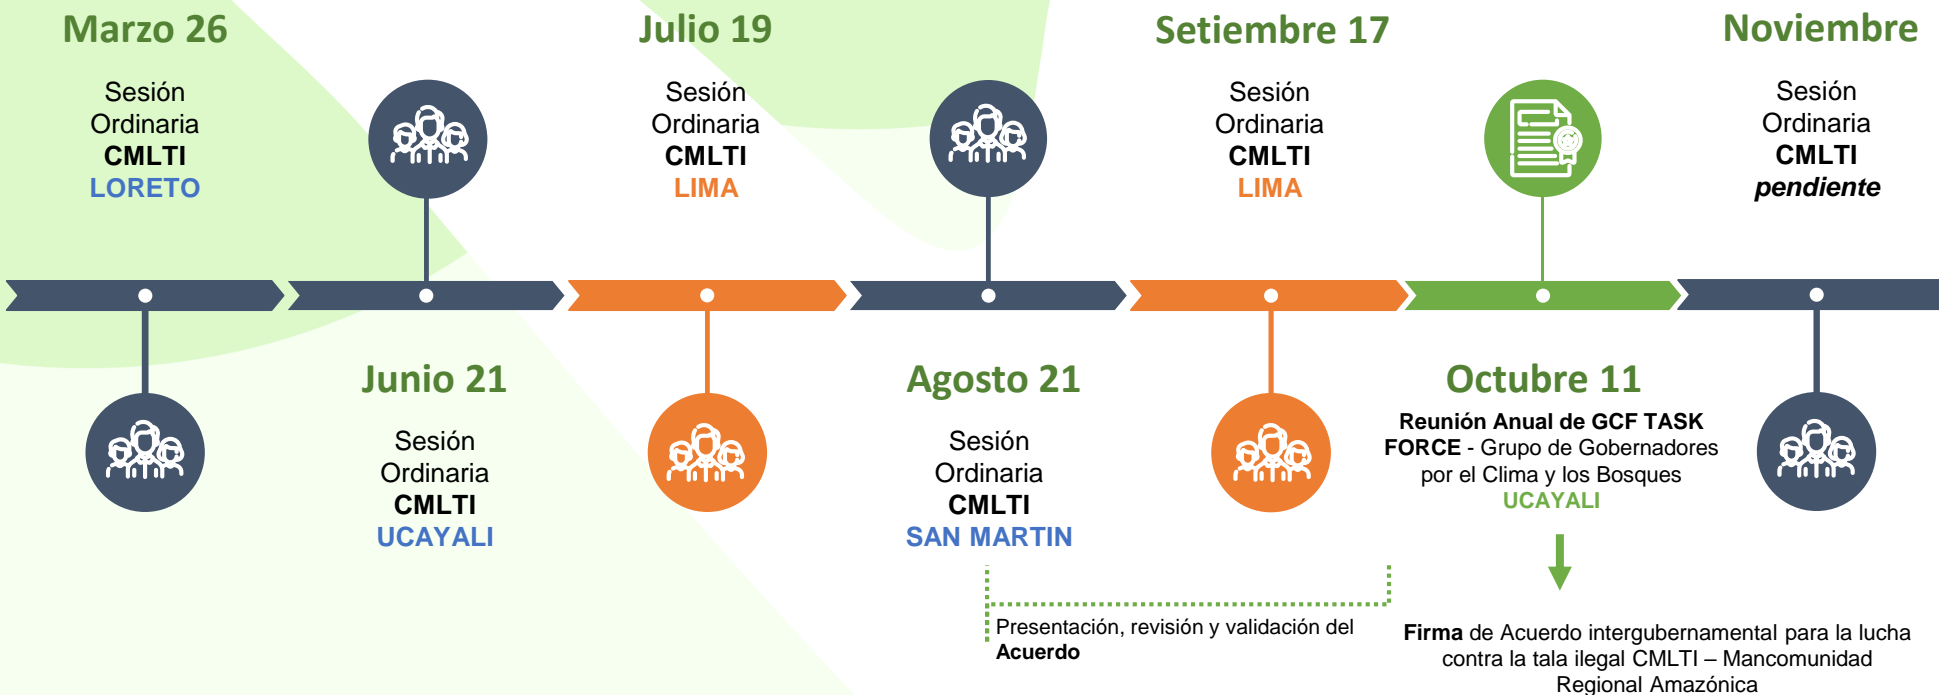 Marzo 26
Sesión
Ordinaria
CMLTI
LORETO
Junio 21
Sesión
Ordinaria
CMLTI
UCAYALI
Julio 19
Sesión
Ordinaria
CMLTI
LIMA
Agosto 21
Sesión
Ordinaria
CMLTI
SAN MARTIN
Presentación, revisión y validación del
Acuerdo
Setiembre 17
Sesión
Ordinaria
CMLTI
LIMA
Octubre 11
Reunión Anual de GCF TASK
FORCE - Grupo de Gobernadores
por el Clima y los Bosques
UCAYALI
Firma de Acuerdo intergubernamental para la lucha
contra la tala ilegal CMLTI – Mancomunidad
Regional Amazónica
Noviembre
Sesión
Ordinaria
CMLTI
pendiente